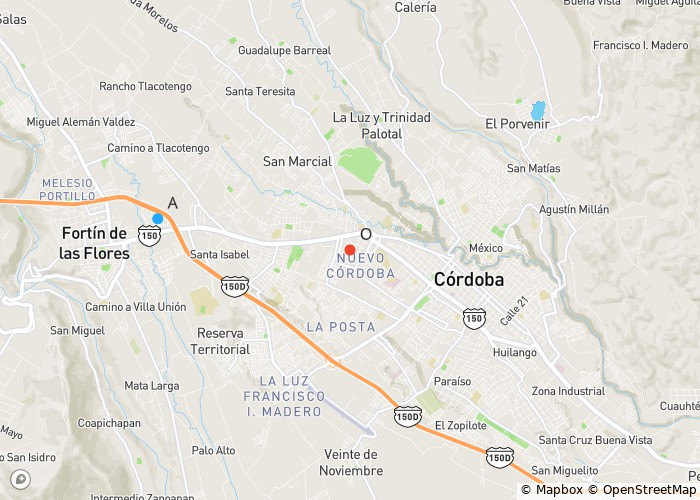 Calería
Buena Vista
Miguel Aguil
da Morelos
Salas
Guadalupe Barreal
Francisco I. Madero
Rancho Tlacotengo
Santa Teresita
Miguel Alemán Valdez
La Luz y Trinidad
Palotal
El Porvenir
Camino a Tlacotengo
San Marcial
San Matías
MELESIO
PORTILLO
A
Agustín Millán
Fortín de
las Flores
150
O
México
Santa Isabel
NUEVO
CÓRDOBA
Córdoba
150D
Camino a Villa Unión
Calle 21
150
San Miguel
Reserva
Territorial
LA POSTA
Huilango
Mata Larga
LA LUZ
FRANCISCO
I. MADERO
Paraíso
Zona Industrial
Cuauhté
150D
Coapichapan
El Zopilote
Mayo
Santa Cruz Buena Vista
Palo Alto
Veinte de
Noviembre
150D
o San Isidro
San Miguelito
Po
Intermedio Zapoapan
© Mapbox © OpenStreetMap